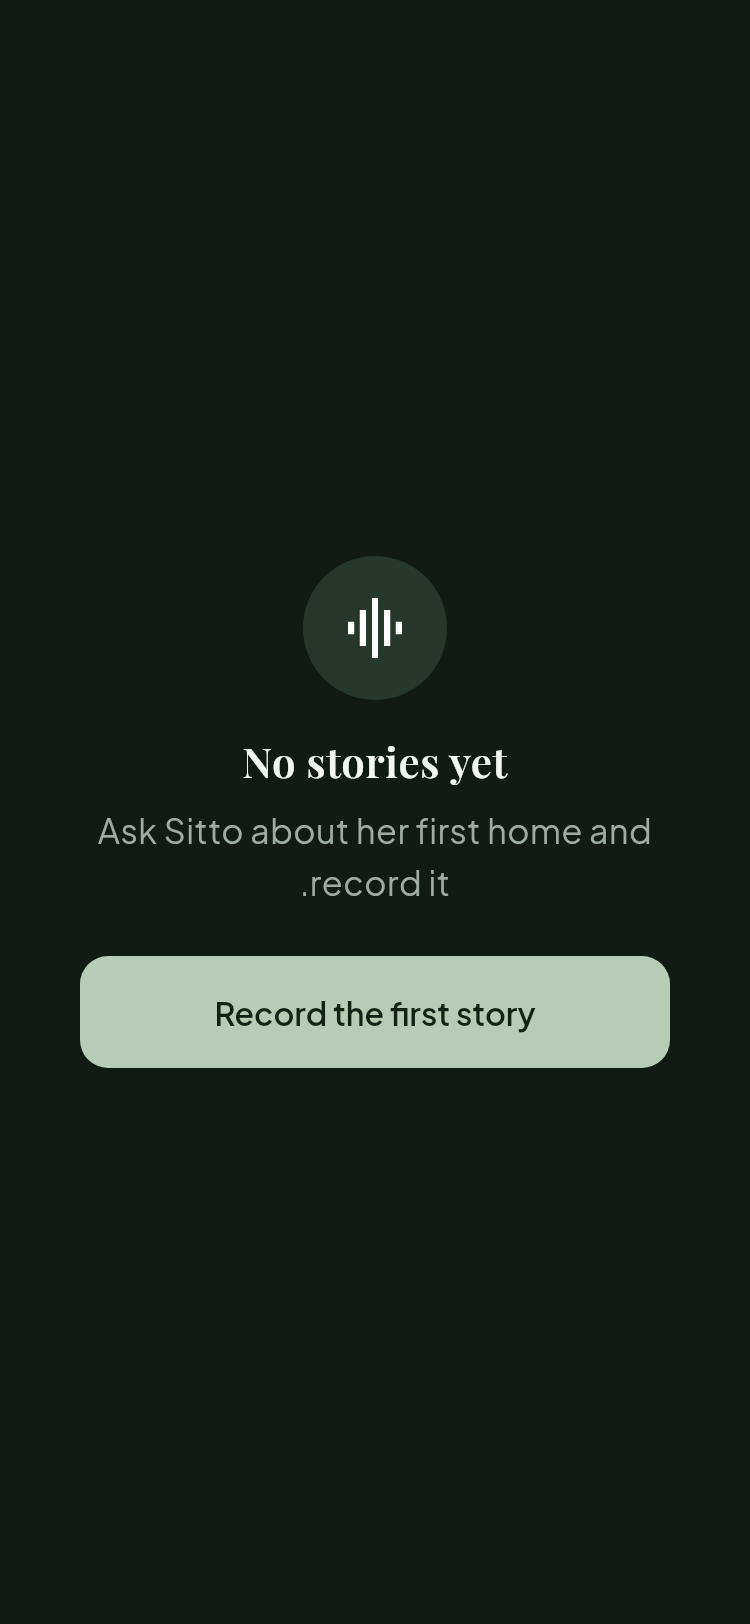 No stories yet
Ask Sitto about her first home and
.record it
Record the first story